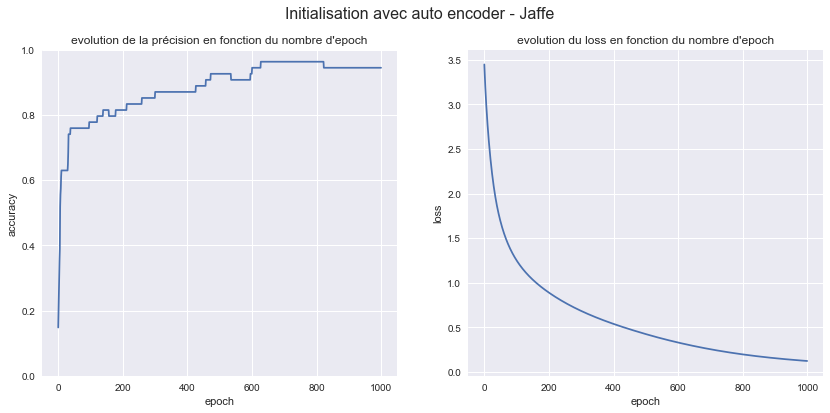 Initialisation avec auto encoder - Jaffe
evolution de la précision en fonction du nombre d'epoch
1.0
0.8
0.6
0.4
0.2
0.0
accuracy
0 200 400 600 800 1000
epoch
evolution du loss en fonction du nombre d'epoch
3.5
3.0
2.5
2.0
1.5
1.0
0.5
0.0
loss
0 200 400 600 800 1000
epoch